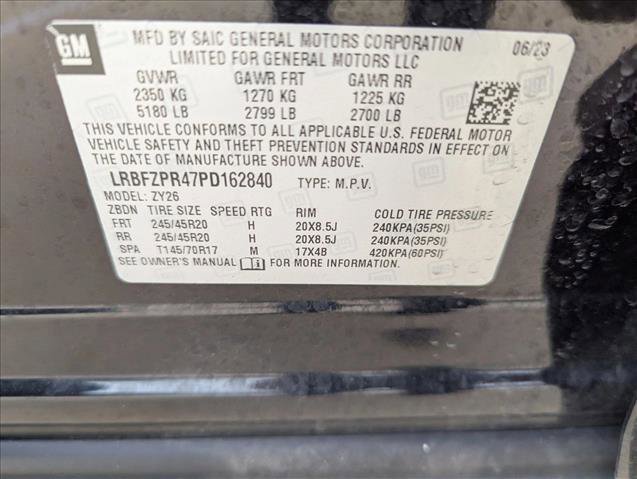 GM
MFD BY SAIC GENERAL MOTORS CORPORATION 06/23
LIMITED FOR GENERAL MOTORS LLC
GVWR GAWR FRT GAWR RR
2350 KG 1270 KG 1225 KG
5180 LB 2799 LB 2700 LB
THIS VEHICLE CONFORMS TO ALL APPLICABLE U.S. FEDERAL MOTOR
VEHICLE SAFETY AND THEFT PREVENTION STANDARDS IN EFFECT ON
THE DATE OF MANUFACTURE SHOWN ABOVE.
LRBFZPR47PD162840 TYPE: M.P.V.
MODEL: ZY26
ZBDN TIRE SIZE SPEED RTG RIM COLD TIRE PRESSURE
FRT 245/45R20 H 20X8.5J 240KPA(35PSI)
RR 245/45R20 H 20X8.5J 240KPA(35PSI)
SPA T145/70R17 M 17X4B 420KPA(60PSI)
SEE OWNER'S MANUAL FOR MORE INFORMATION.